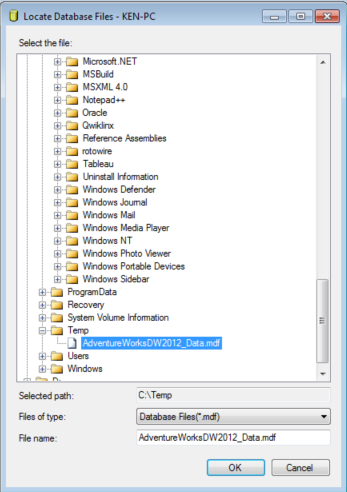 Locate Database Files - KEN-PC
Select the file:
Microsoft.NET
MSBuild
MSXML 4.0
Notepad++
Oracle
Qwiklinx
Reference Assemblies
rotowire
Tableau
Uninstall Information
Windows Defender
Windows Journal
Windows Mail
Windows Media Player
Windows NT
Windows Photo Viewer
Windows Portable Devices
Windows Sidebar
ProgramData
Recovery
System Volume Information
Temp
AdventureWorksDW2012_Data.mdf
Users
Windows
Selected path: C:\Temp
Files of type: Database Files(*.mdf)
File name: AdventureWorksDW2012_Data.mdf
OK Cancel